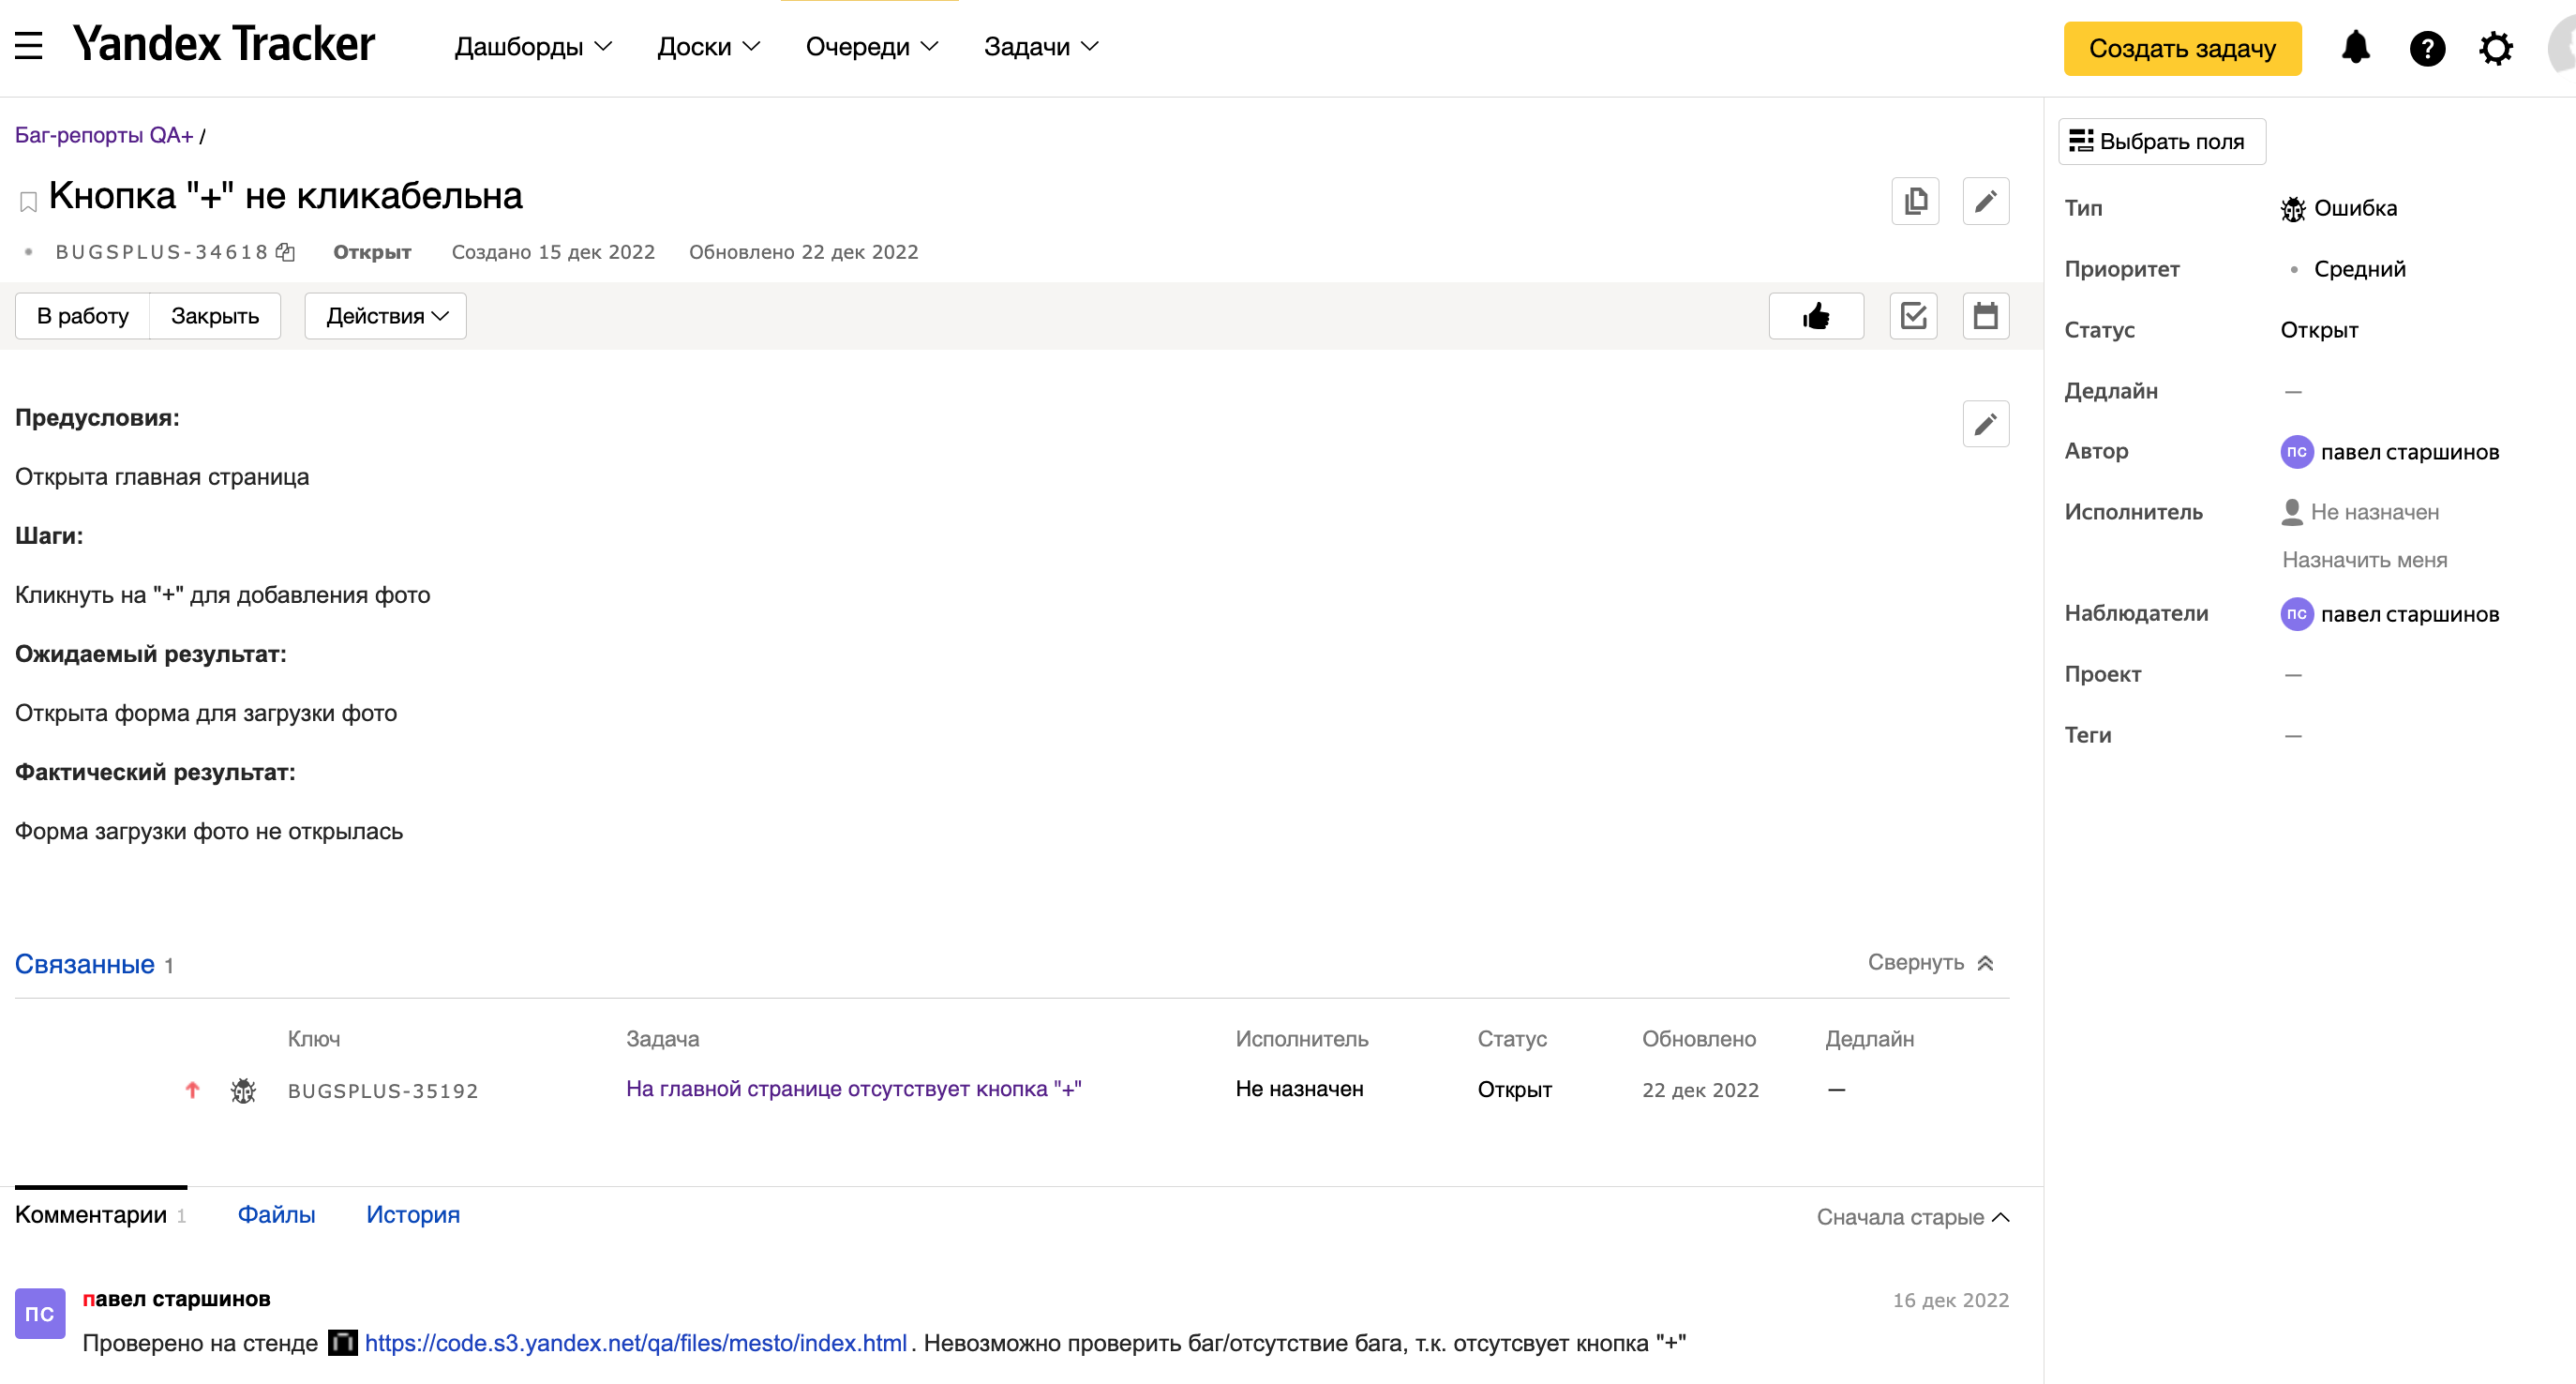 Yandex Tracker Дашборды Доски Очереди Задачи Создать задачу ?
Баг-репорты QA+ /
Кнопка "+" не кликабельна
BUGSPLUS-34618 Открыт Создано 15 дек 2022 Обновлено 22 дек 2022
В работу Закрыть Действия
Предусловия:
Открыта главная страница
Шаги:
Кликнуть на "+" для добавления фото
Ожидаемый результат:
Открыта форма для загрузки фото
Фактический результат:
Форма загрузки фото не открылась
Связанные 1 Свернуть
Ключ Задача Исполнитель Статус Обновлено Дедлайн
BUGSPLUS-35192 На главной странице отсутствует кнопка "+" Не назначен Открыт 22 дек 2022 —
Комментарии 1 Файлы История Сначала старые
ПС павел старшинов 16 дек 2022
Проверено на стенде П https://code.s3.yandex.net/qa/files/mesto/index.html. Невозможно проверить баг/отсутствие бага, т.к. отсутсвует кнопка "+"
Выбрать поля
Тип Ошибка
Приоритет Средний
Статус Открыт
Дедлайн —
Автор ПС павел старшинов
Исполнитель Не назначен
Назначить меня
Наблюдатели ПС павел старшинов
Проект —
Теги —